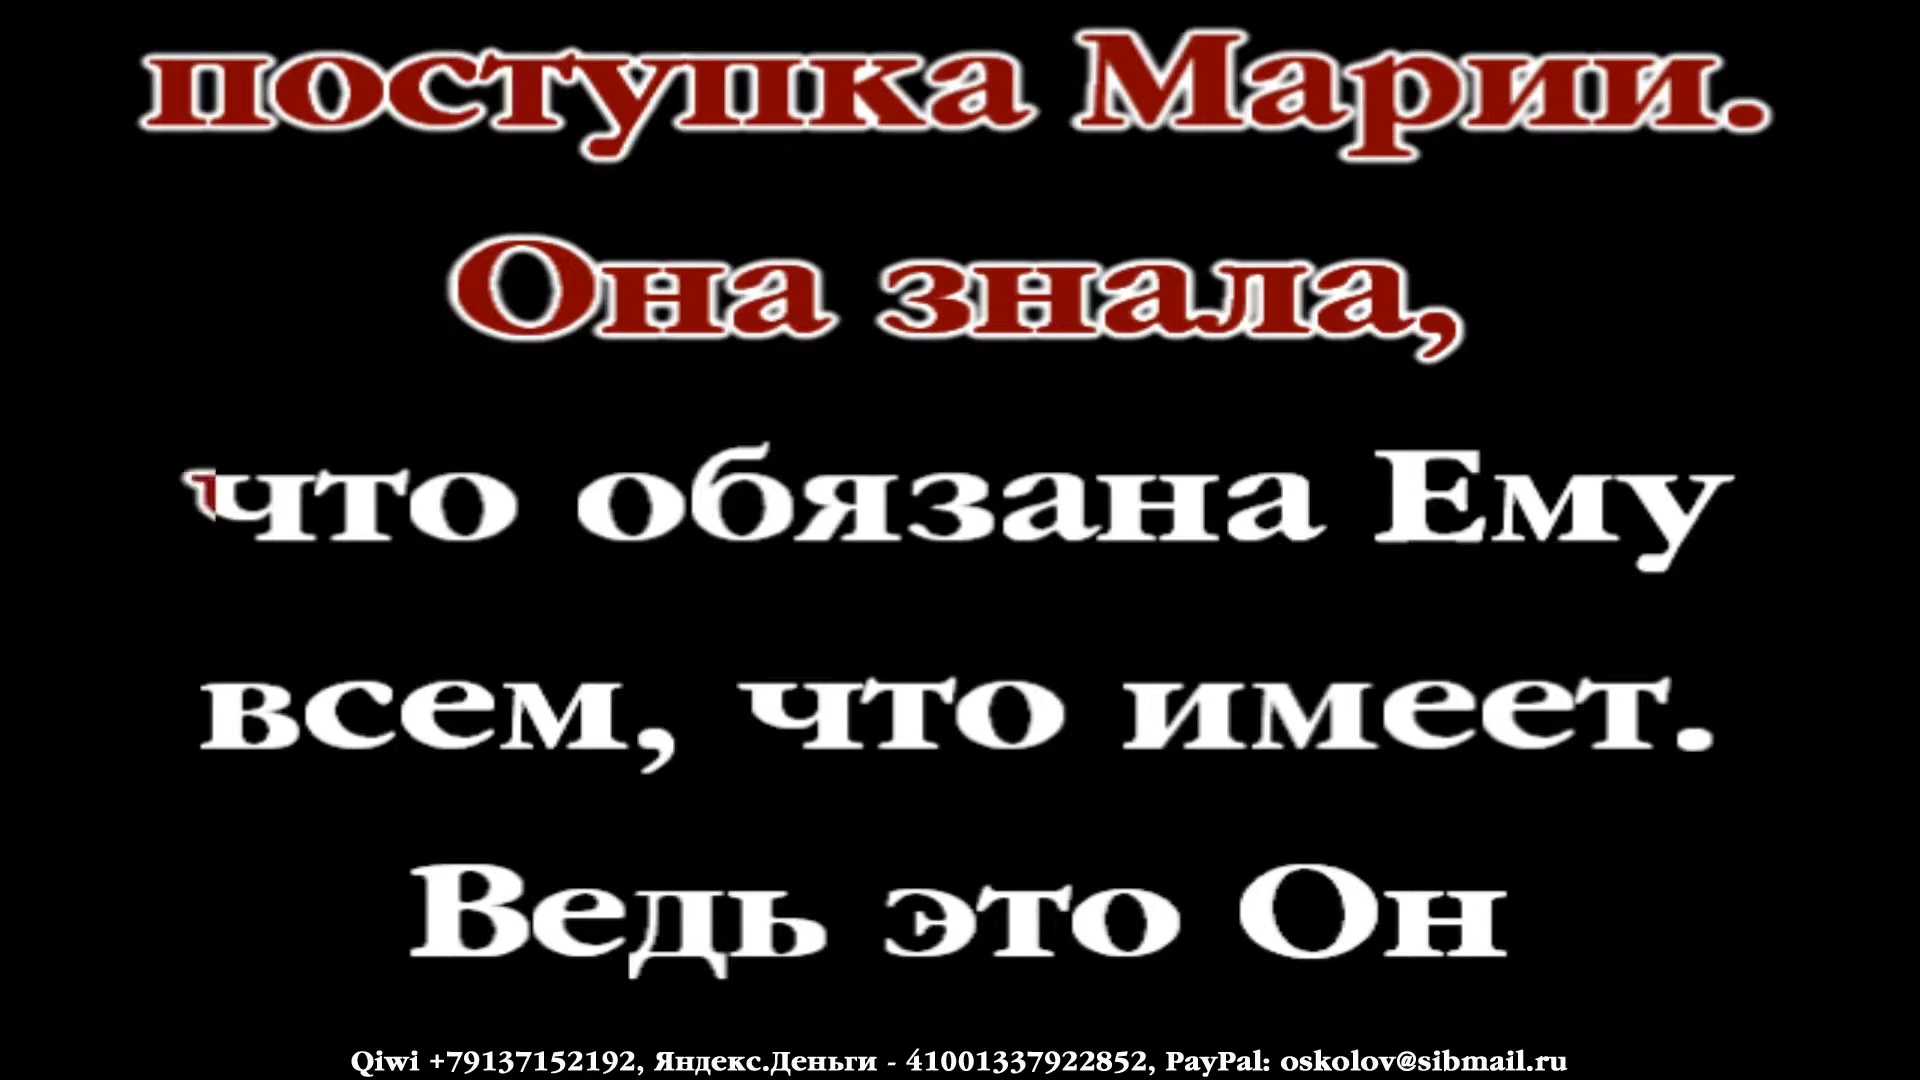 поступка Марии.
Она знала,
что обязана Ему
всем, что имеет.
Ведь это Он
Qiwi +79137152192, Яндекс.Деньги - 41001337922852, PayPal: oskolov@sibmail.ru